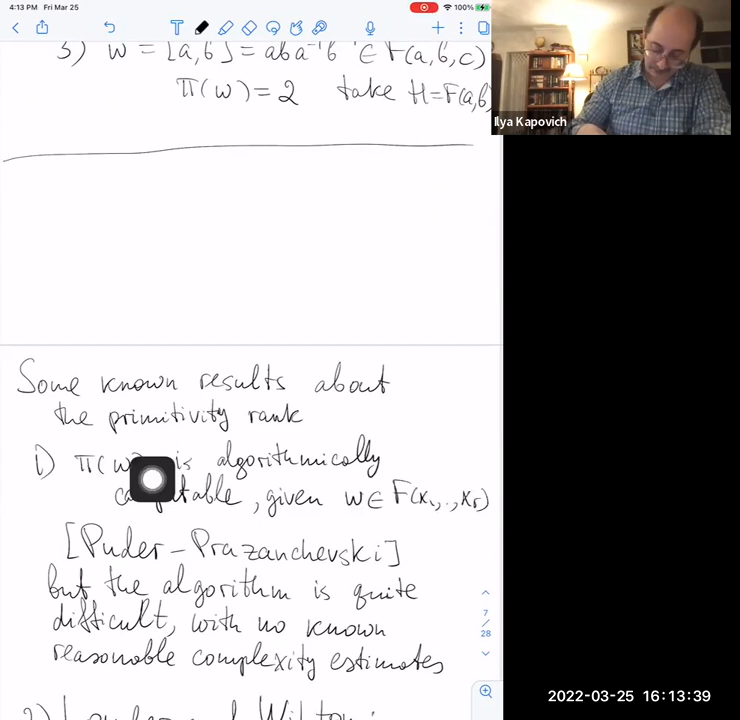 4:13 PM Fri Mar 25
100%
3) w = [a,b] = aba⁻¹b ∈ F(a,b,c)
π(w) = 2 take H=F(a,b
Ilya Kapovich
Some known results about
the primitivity rank
1) π(w) is algorithmically
computable, given w ∈ F(x₁,..,xᵣ)
[Puder-Prazanchevski]
but the algorithm is quite
difficult, with no known
reasonable complexity estimates
7
/
28
2)
2022-03-25 16:13:39